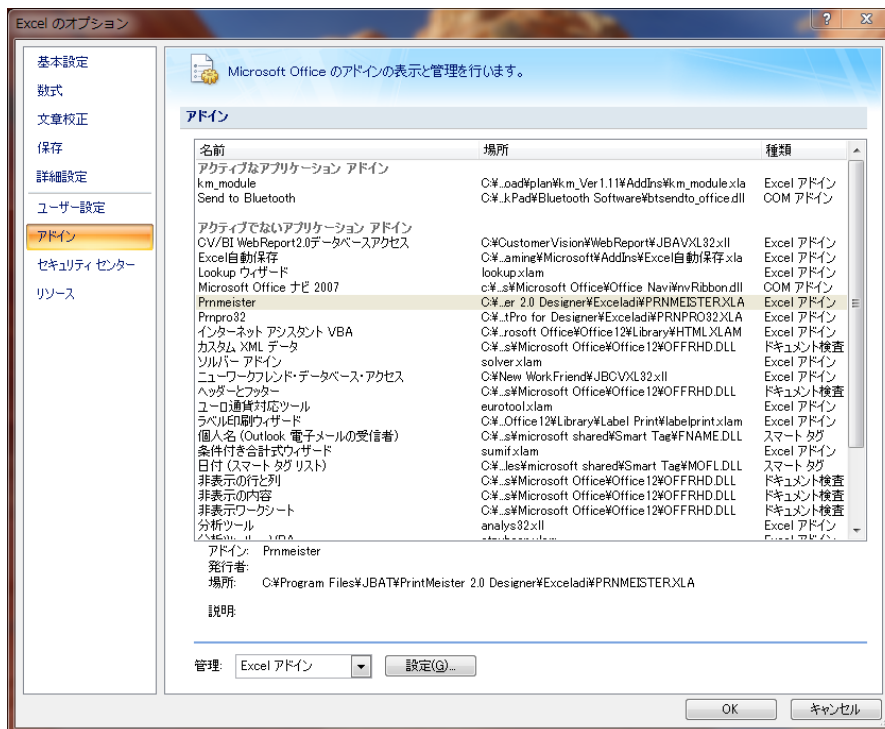 Excel のオプション
基本設定
数式
文章校正
保存
詳細設定
ユーザー設定
アドイン
セキュリティ センター
リソース
Microsoft Office のアドインの表示と管理を行います。
アドイン
名前 場所 種類
アクティブなアプリケーション アドイン
km_module C:¥...oad¥plan¥km_Ver1.11¥AddIns¥km_module.xla Excel アドイン
Send to Bluetooth C:¥...kPad¥Bluetooth Software¥btsendto_office.dll COM アドイン
アクティブでないアプリケーション アドイン
CV/BI WebReport2.0データベースアクセス C:¥CustomerVision¥WebReport¥JBAVXL32.xll Excel アドイン
Excel自動保存 C:¥...aming¥Microsoft¥AddIns¥Excel自動保存.xla Excel アドイン
Lookup ウィザード lookup.xlam Excel アドイン
Microsoft Office ナビ 2007 c:¥...s¥Microsoft Office¥Office Navi¥nvRibbon.dll COM アドイン
Prnmeister C:¥...er 2.0 Designer¥Exceladi¥PRNMEISTER.XLA Excel アドイン
Prnpro32 C:¥...tPro for Designer¥Exceladi¥PRNPRO32.XLA Excel アドイン
インターネット アシスタント VBA C:¥...rosoft Office¥Office12¥Library¥HTML.XLAM Excel アドイン
カスタム XML データ C:¥...s¥Microsoft Office¥Office12¥OFFRHD.DLL ドキュメント検査
ソルバー アドイン solver.xlam Excel アドイン
ニューワークフレンド・データベース・アクセス C:¥New WorkFriend¥JBCVXL32.xll Excel アドイン
ヘッダーとフッター C:¥...s¥Microsoft Office¥Office12¥OFFRHD.DLL ドキュメント検査
ユーロ通貨対応ツール eurotool.xlam Excel アドイン
ラベル印刷ウィザード C:¥...Office12¥Library¥Label Print¥labelprint.xlam Excel アドイン
個人名 (Outlook 電子メールの受信者) C:¥...s¥microsoft shared¥Smart Tag¥FNAME.DLL スマート タグ
条件付き合計式ウィザード sumif.xlam Excel アドイン
日付 (スマート タグ リスト) C:¥...les¥microsoft shared¥Smart Tag¥MOFL.DLL スマート タグ
非表示の行と列 C:¥...s¥Microsoft Office¥Office12¥OFFRHD.DLL ドキュメント検査
非表示の内容 C:¥...s¥Microsoft Office¥Office12¥OFFRHD.DLL ドキュメント検査
非表示ワークシート C:¥...s¥Microsoft Office¥Office12¥OFFRHD.DLL ドキュメント検査
分析ツール analys32.xll Excel アドイン
アドイン: Prnmeister
発行者:
場所: C:¥Program Files¥JBAT¥PrintMeister 2.0 Designer¥Exceladi¥PRNMEISTER.XLA
説明:
管理: Excel アドイン 設定(G)...
OK キャンセル